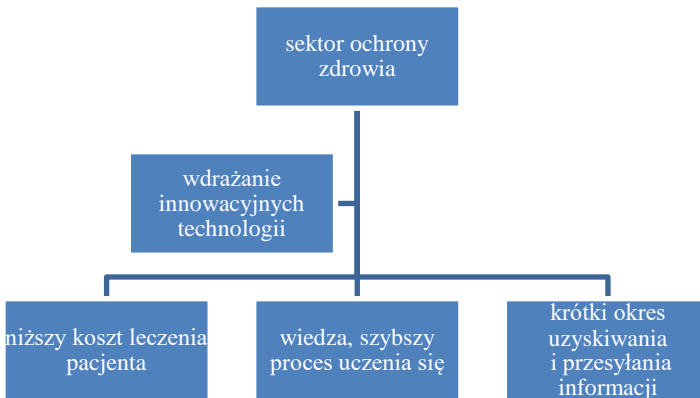 sektor ochrony
zdrowia
wdrażanie
innowacyjnych
technologii
niższy koszt leczenia
pacjenta
wiedza, szybszy
proces uczenia się
krótki okres
uzyskiwania
i przesyłania
informacji